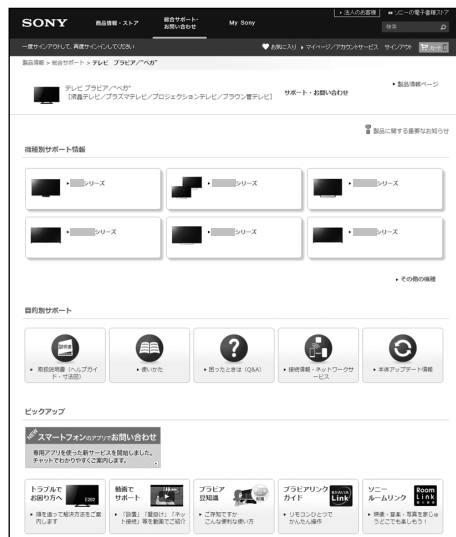 SONY
商品情報・ストア
総合サポート・
お問い合わせ
My Sony
法人のお客様
ソニーの電子書籍ストア
検索
一度サインアウトして、再度サインインしてください
お気に入り
マイページ/アカウントサービス
サインアウト
カート
製品情報 > 総合サポート > テレビ ブラビア/“ベガ”
テレビ ブラビア/“ベガ”
[液晶テレビ/プラズマテレビ/プロジェクションテレビ/ブラウン管テレビ]
サポート・お問い合わせ
製品情報ページ
製品に関する重要なお知らせ
機種別サポート情報
シリーズ
シリーズ
シリーズ
シリーズ
シリーズ
シリーズ
その他の機種
目的別サポート
説明書
取扱説明書(ヘルプガイ
ド・寸法図)
使いかた
困ったときは(Q&A)
接続情報・ネットワークサ
ービス
本体アップデート情報
ピックアップ
NEW
スマートフォンのアプリでお問い合わせ
専用アプリを使った新サービスを開始しました。
チャットでわかりやすくご案内します。
トラブルで
お困り方へ
E202
順を追って解決方法をご案
内します
動画で
サポート
「設置」「壁掛け」「ネッ
ト接続」等を動画でご紹介
ブラビア
豆知識
ご存知ですか
こんな便利な使い方
ブラビアリンク
ガイド
BRAVIA
Link
リモコンひとつで
かんたん操作
ソニー
ルームリンク
Room
Link
映像・音楽・写真をまじゅ
うどこでも楽しもう!